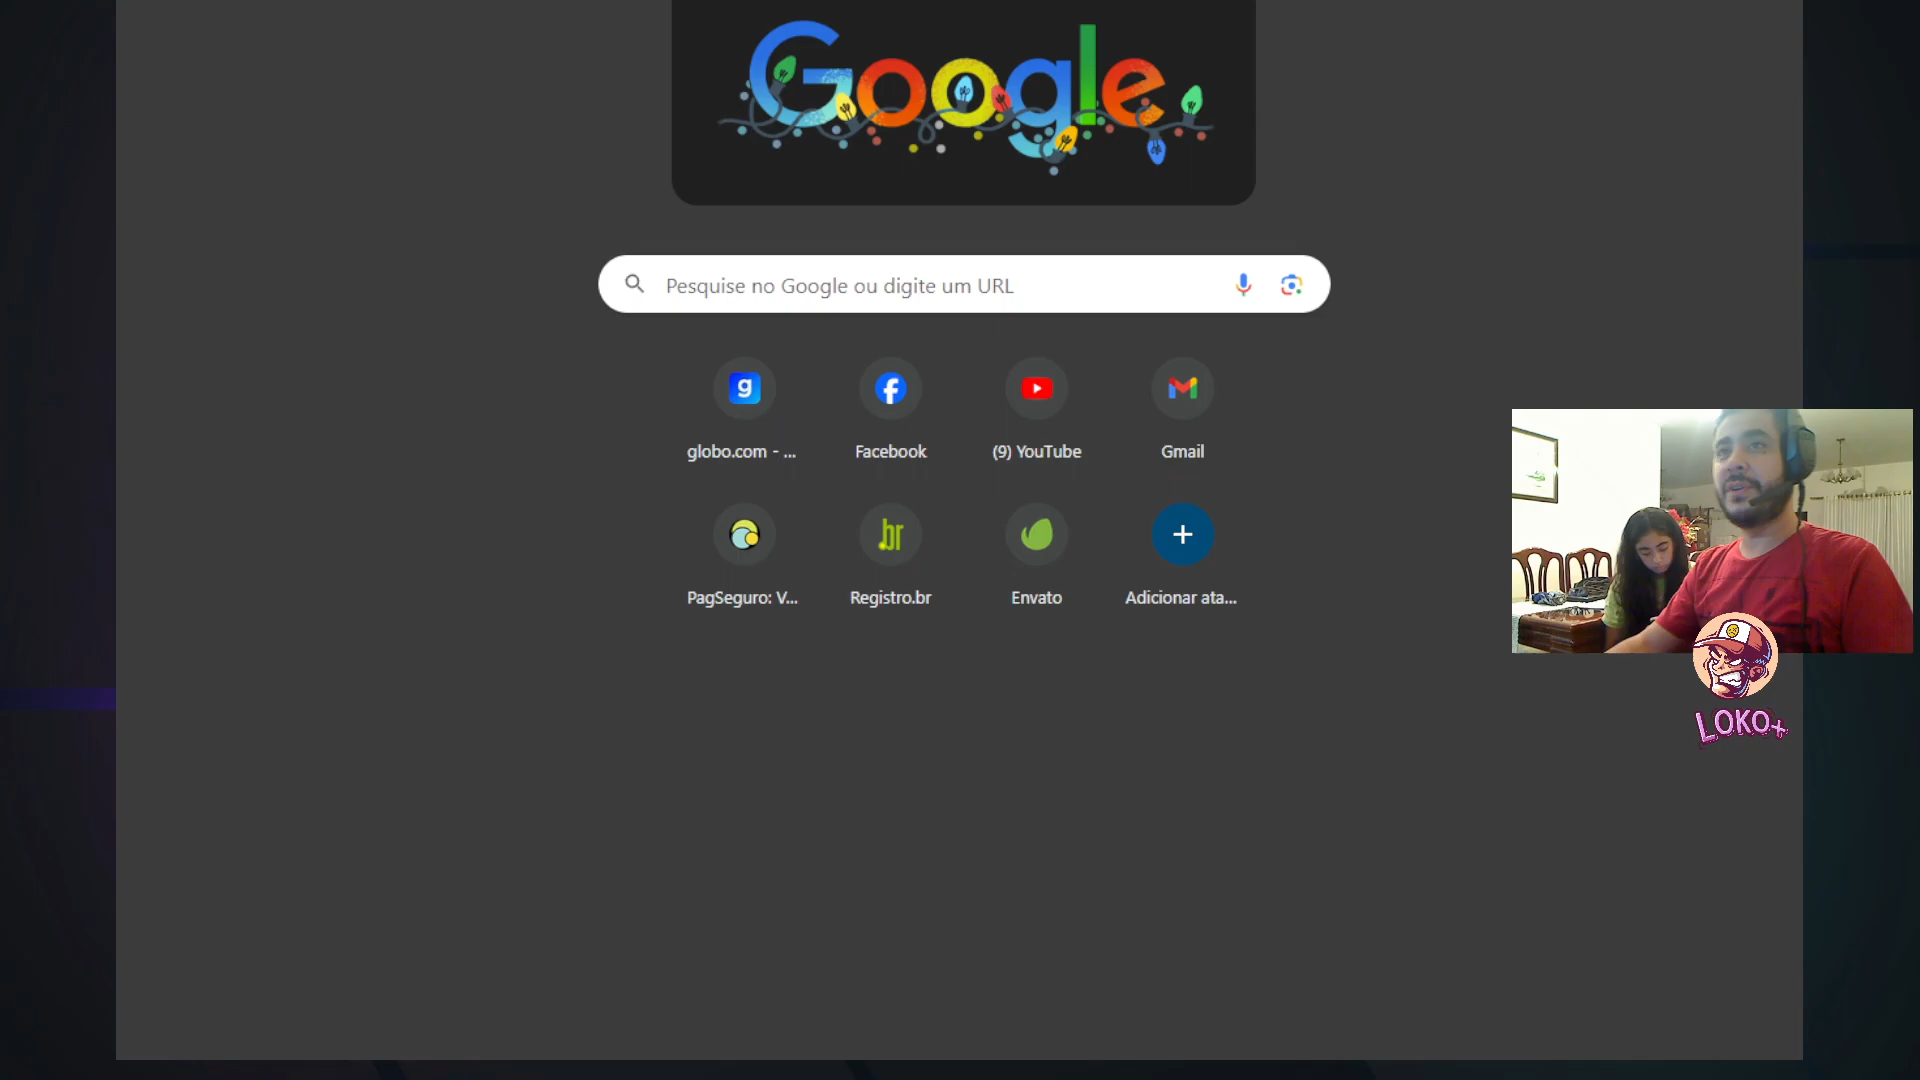 Google
Pesquise no Google ou digite um URL
globo.com - ...
Facebook
(9) YouTube
Gmail
PagSeguro: V...
Registro.br
Envato
Adicionar ata...
LOKO+